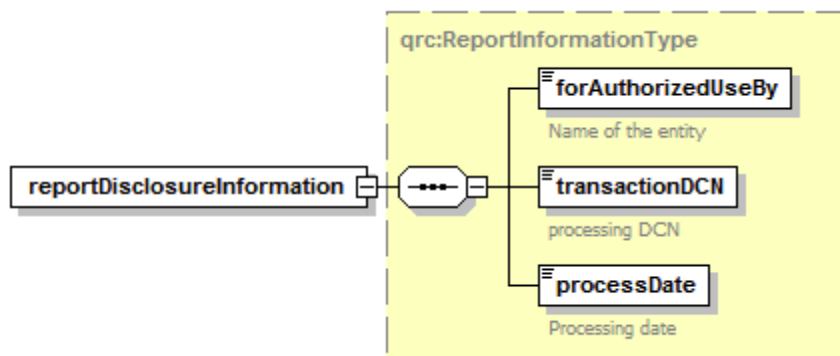 qrc:ReportInformationType
forAuthorizedUseBy
Name of the entity
reportDisclosureInformation
transactionDCN
processing DCN
processDate
Processing date